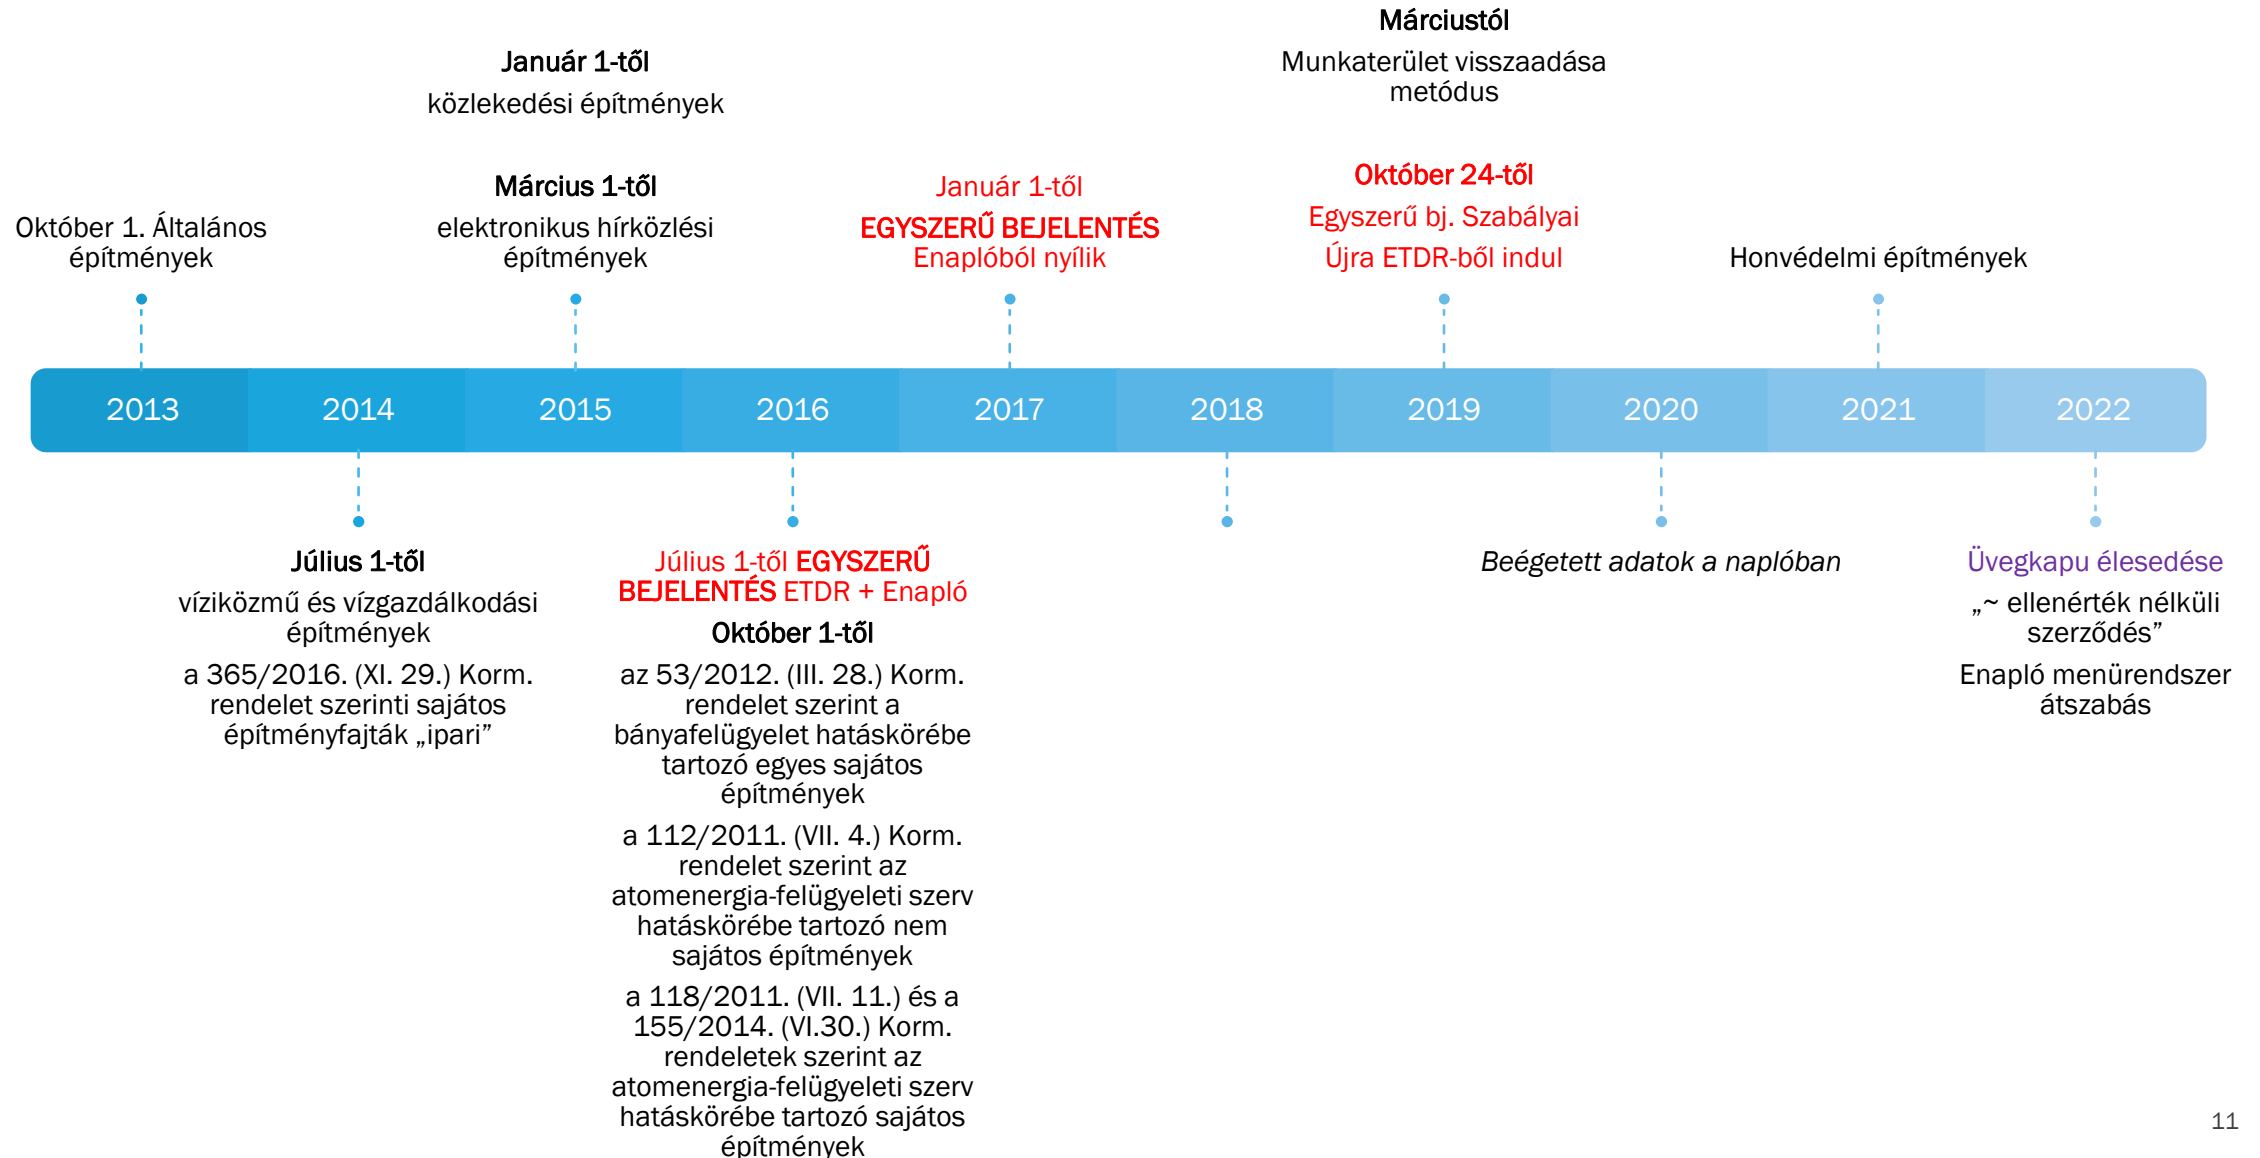 Október 1. Általános
építmények
Január 1-től
közlekedési építmények
Március 1-től
elektronikus hírközlési
építmények
Január 1-től
EGYSZERŰ BEJELENTÉS
Enaplóból nyílik
Márciustól
Munkaterület visszaadása
metódus
Október 24-től
Egyszerű bj. Szabályai
Újra ETDR-ből indul
Honvédelmi építmények
2013
2014
2015
2016
2017
2018
2019
2020
2021
2022
Július 1-től
víziközmű és vízgazdálkodási
építmények
a 365/2016. (XI. 29.) Korm.
rendelet szerinti sajátos
építményfajták „ipari”
Július 1-től EGYSZERŰ
BEJELENTÉS ETDR + Enapló
Október 1-től
az 53/2012. (III. 28.) Korm.
rendelet szerint a
bányafelügyelet hatáskörébe
tartozó egyes sajátos
építmények
a 112/2011. (VII. 4.) Korm.
rendelet szerint az
atomenergia-felügyeleti szerv
hatáskörébe tartozó nem
sajátos építmények
a 118/2011. (VII. 11.) és a
155/2014. (VI.30.) Korm.
rendeletek szerint az
atomenergia-felügyeleti szerv
hatáskörébe tartozó sajátos
építmények
Beégetett adatok a naplóban
Üvegkapu élesedése
„~ ellenérték nélküli
szerződés”
Enapló menürendszer
átszabás
11